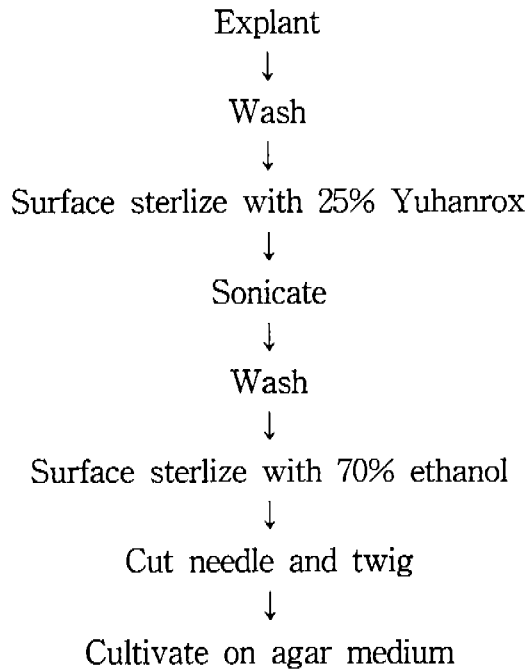 Explant
↓
Wash
↓
Surface sterlize with 25% Yuhanrox
↓
Sonicate
↓
Wash
↓
Surface sterlize with 70% ethanol
↓
Cut needle and twig
↓
Cultivate on agar medium